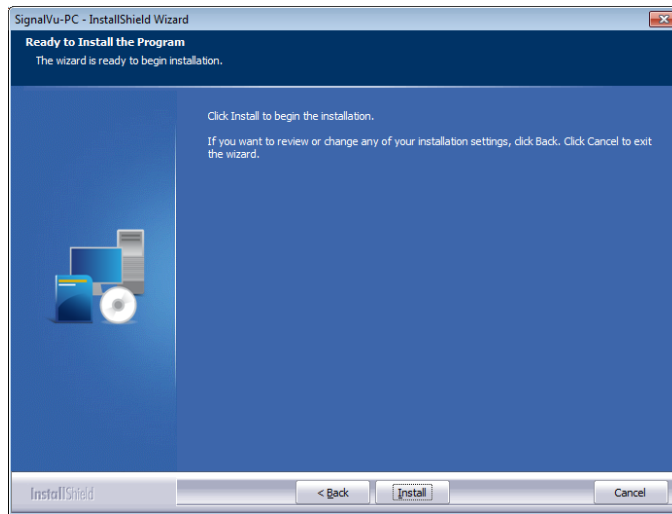 SignalVu-PC - InstallShield Wizard
Ready to Install the Program
The wizard is ready to begin installation.
Click Install to begin the installation.
If you want to review or change any of your installation settings, click Back. Click Cancel to exit
the wizard.
InstallShield
< Back
Install
Cancel